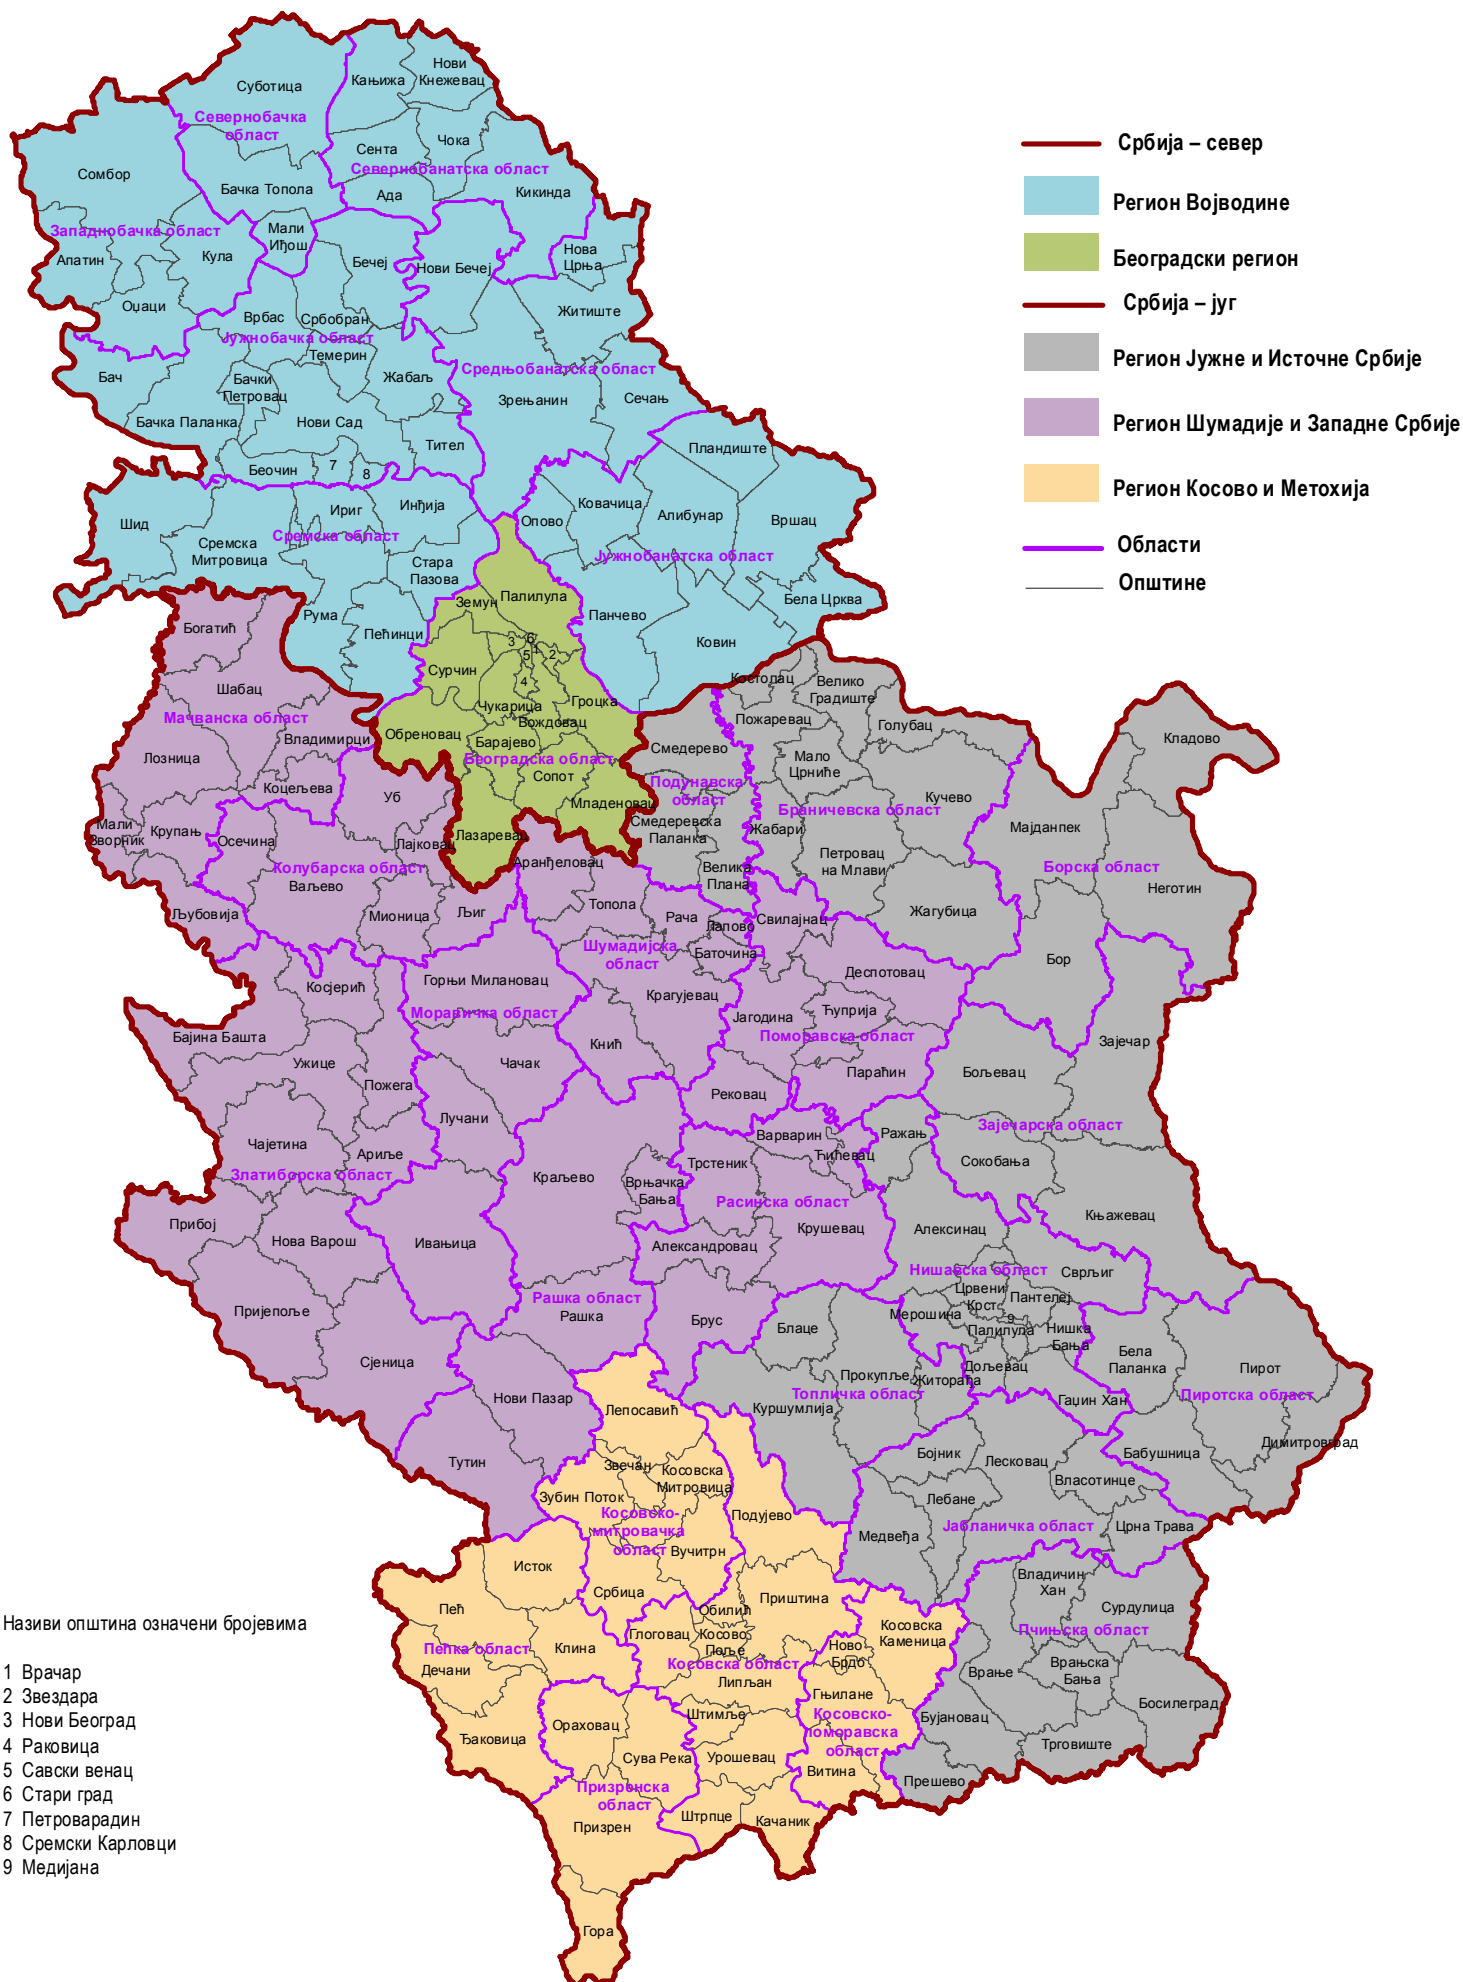 Србија – север
Регион Војводине
Београдски регион
Србија – југ
Регион Јужне и Источне Србије
Регион Шумадије и Западне Србије
Регион Косово и Метохија
Области
Општине
Суботица
Кањижа
Нови
Кнежевац
Севернобачка
област
Чока
Сента
Севернобанатска област
Сомбор
Бачка Топола
Ада
Кикинда
Западнобачка област
Мали
Иђош
Апатин
Кула
Бечеј
Нови Бечеј
Нова
Црња
Оџаци
Врбас
Србобран
Житиште
Јужнобачка област
Темерин
Бач
Бачки
Петровац
Жабаљ
Средњобанатска област
Зрењанин
Сечањ
Бачка Паланка
Нови Сад
Тител
Пландиште
Беочин
7
8
Шид
Ириг
Инђија
Сремска област
Сремска
Митровица
Стара
Пазова
Опово
Ковачица
Алибунар
Вршац
Јужнобанатска област
Рума
Пећинци
Земун
Палилула
Панчево
Бела Црква
Ковин
Богатић
3
6
1
5
2
4
Сурчин
Шабац
Мачванска област
Владимирци
Обреновац
Чукарица
Гроцка
Вождовац
Барајево
Београдска област
Сопот
Младеновац
Лазаревац
Костолац
Велико
Градиште
Пожаревац
Голубац
Кладово
Смедерево
Мало
Црниће
Лозница
Коцељева
Уб
Подунавска
област
Кучево
Браничевска област
Мали
Зворник
Крупањ
Осечина
Лајковац
Смедеревска
Паланка
Жабари
Петровац
на Млави
Мајданпек
Колубарска област
Ваљево
Аранђеловац
Велика
Плана
Борска област
Неготин
Љубовија
Мионица
Љиг
Топола
Рача
Лапово
Свилајнац
Жагубица
Шумадијска
област
Баточина
Косјерић
Горњи Милановац
Деспотовац
Бор
Моравичка област
Крагујевац
Јагодина
Ћуприја
Бајина Башта
Ужице
Чачак
Кнић
Поморавска област
Зајечар
Пожега
Параћин
Бољевац
Лучани
Рековац
Чајетина
Ариље
Варварин
Ражањ
Зајечарска област
Златиборска област
Краљево
Врњачка
Бања
Трстеник
Ћићевац
Сокобања
Расинска област
Прибој
Нова Варош
Ивањица
Александровац
Крушевац
Алексинац
Књажевац
Нишавска област
Сврљиг
Пријепоље
Рашка област
Рашка
Брус
Блаце
Мерошина
Црвени
Крст
Пантелеј
9
Палилула
Нишка
Бања
Сјеница
Бела
Паланка
Пирот
Пиротска област
Прокупље
Житорађа
Дољевац
Топличка област
Куршумлија
Гаџин Хан
Нови Пазар
Лепосавић
Тутин
Звечан
Косовска
Митровица
Бојник
Лесковац
Власотинце
Бабушница
Димитровград
Зубин Поток
Косовско-
митровачка
област
Подујево
Лебане
Медвеђа
Јабланичка област
Црна Трава
Исток
Вучитрн
Србица
Приштина
Владичин
Хан
Сурдулица
Пећ
Обилић
Косово
Поље
Глоговац
Косовска
Каменица
Пчињска област
Пећка област
Клина
Ново
Брдо
Косовска област
Дечани
Липљан
Гњилане
Врање
Врањска
Бања
Босилеград
Ђаковица
Ораховац
Штимље
Косовско-
поморавска
област
Бујановац
Трговиште
Сува Река
Урошевац
Витина
Прешево
Призренска
област
Призрен
Штрпце
Качаник
Гора
Називи општина означени бројевима
1 Врачар
2 Звездара
3 Нови Београд
4 Раковица
5 Савски венац
6 Стари град
7 Петроварадин
8 Сремски Карловци
9 Медијана